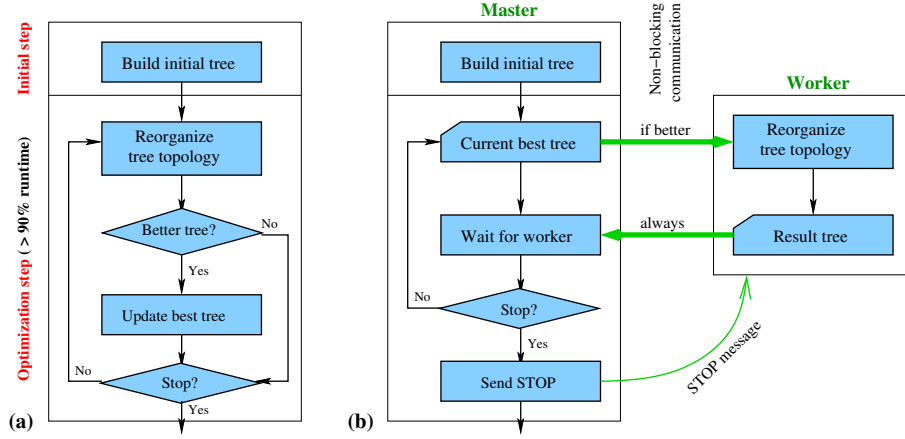 Initial step
Build initial tree
Optimization step ( > 90% runtime)
Reorganize
tree topology
Better tree?
No
Yes
Update best tree
No
Stop?
Yes
(a)
Master
Build initial tree
Non−blocking
communication
Current best tree
if better
Worker
Reorganize
tree topology
Wait for worker
always
Result tree
No
Stop?
Yes
Send STOP
STOP message
(b)